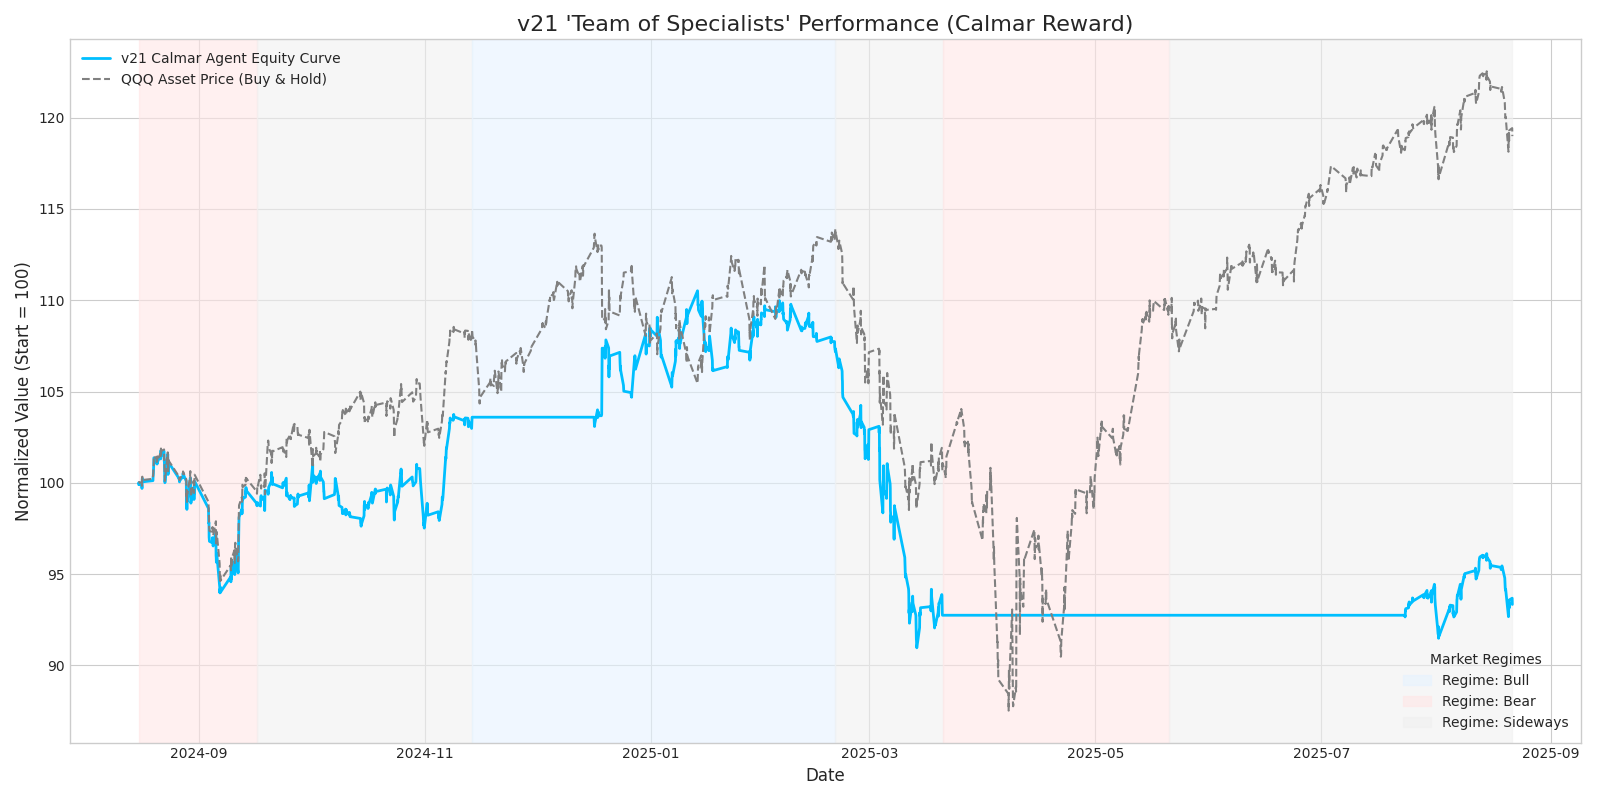 v21 'Team of Specialists' Performance (Calmar Reward)
v21 Calmar Agent Equity Curve
QQQ Asset Price (Buy & Hold)
Normalized Value (Start = 100)
120
115
110
105
100
95
90
Market Regimes
Regime: Bull
Regime: Bear
Regime: Sideways
2024-09 2024-11 2025-01 2025-03 2025-05 2025-07 2025-09
Date